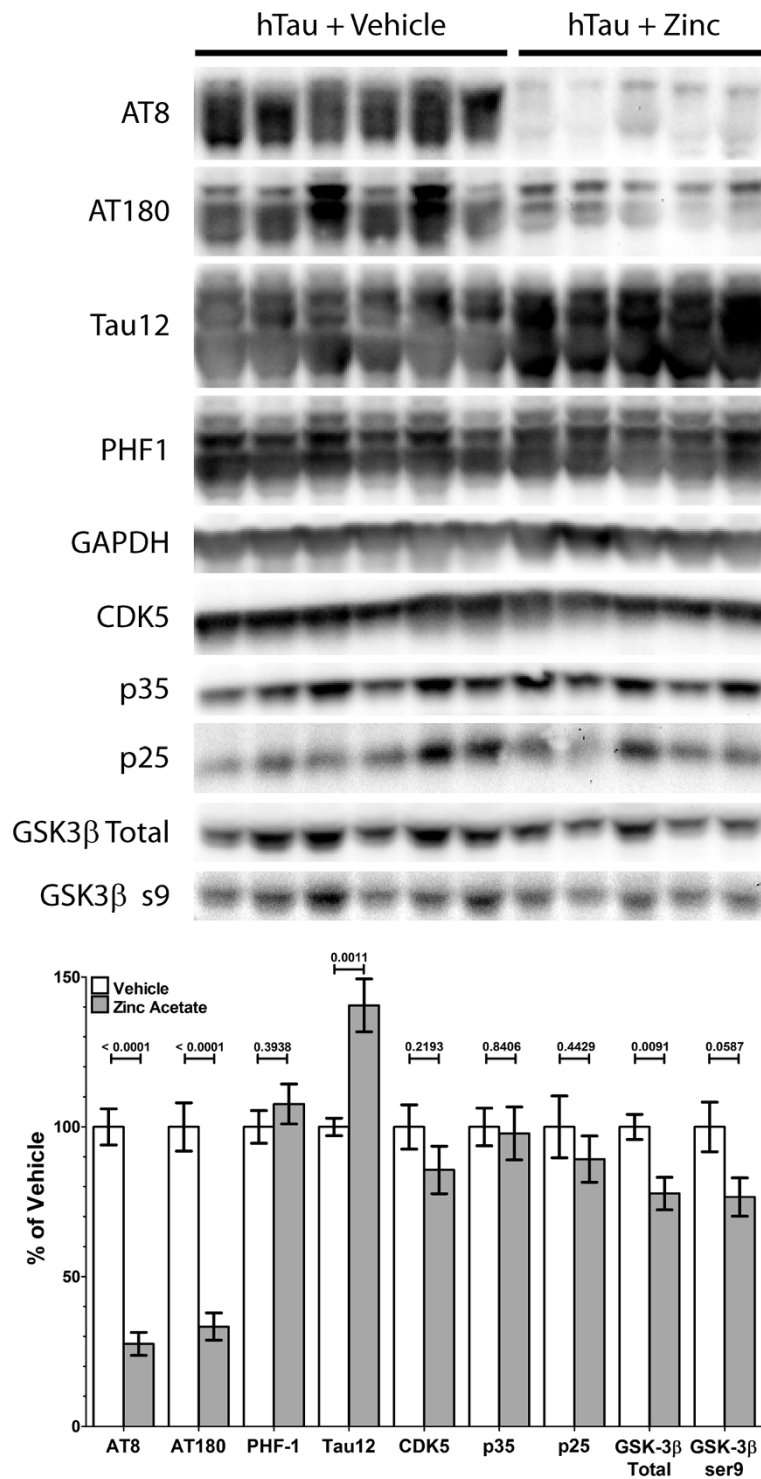 hTau + Vehicle hTau + Zinc
AT8
AT180
Tau12
PHF1
GAPDH
CDK5
p35
p25
GSK3β Total
GSK3β s9
% of Vehicle
150
100
50
0
Vehicle
Zinc Acetate
< 0.0001 < 0.0001 0.3938 0.0011 0.2193 0.8406 0.4429 0.0091 0.0587
AT8 AT180 PHF-1 Tau12 CDK5 p35 p25 GSK-3β Total GSK-3β ser9